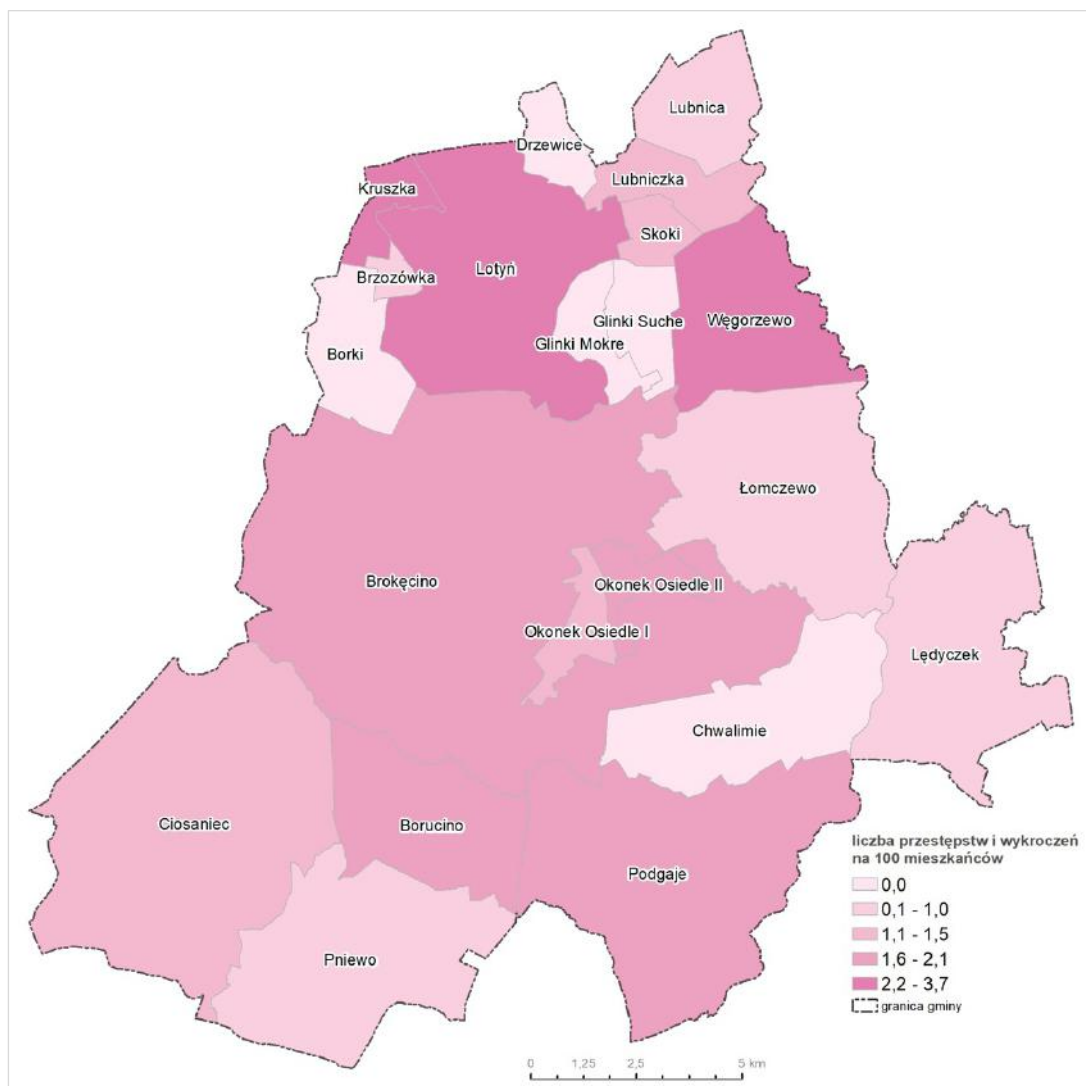 Lubnica
Drzewice
Lubniczka
Kruszka
Skoki
Lotyń
Brzozówka
Glinki Suche
Węgorzewo
Glinki Mokre
Borki
Łomczewo
Brokęcino
Okonek Osiedle II
Okonek Osiedle I
Lędyczek
Chwalimie
Ciosaniec
Borucino
Podgaje
Pniewo
liczba przestępstw i wykroczeń
na 100 mieszkańców
0,0
0,1 - 1,0
1,1 - 1,5
1,6 - 2,1
2,2 - 3,7
granica gminy
0 1,25 2,5 5 km